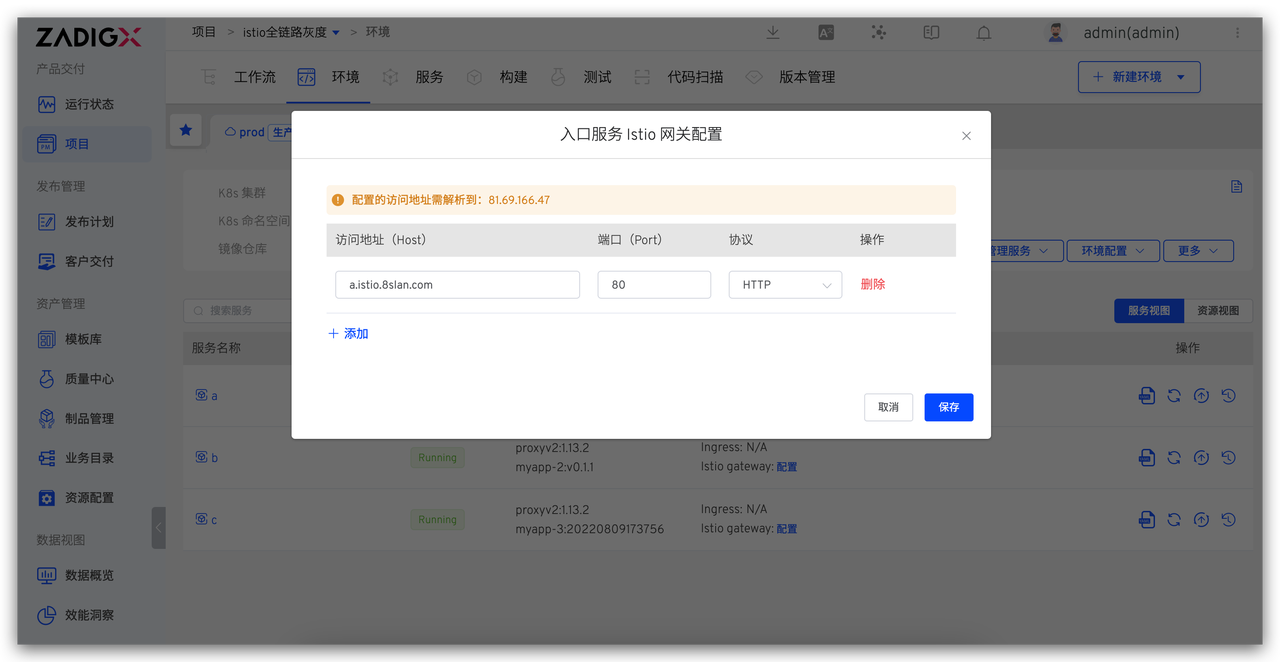 ZADIGX
项目 > istio全链路灰度 > 环境
admin(admin)
产品交付
运行状态
项目
发布管理
发布计划
客户交付
资产管理
模板库
质量中心
制品管理
业务目录
资源配置
数据视图
数据概览
效能洞察
工作流 环境 服务 构建 测试 代码扫描 版本管理
+ 新建环境
prod
K8s 集群
K8s 命名空间
镜像仓库
管理服务 环境配置 更多
搜索服务
服务视图 资源视图
服务名称 操作
入口服务 Istio 网关配置
配置的访问地址需解析到：81.69.166.47
访问地址（Host） 端口（Port） 协议 操作
a.istio.8slan.com 80 HTTP 删除
+ 添加
取消 保存
a
b Running
proxyv2:1.13.2
myapp-2:v0.1.1
Ingress: N/A
Istio gateway: 配置
c Running
proxyv2:1.13.2
myapp-3:20220809173756
Ingress: N/A
Istio gateway: 配置